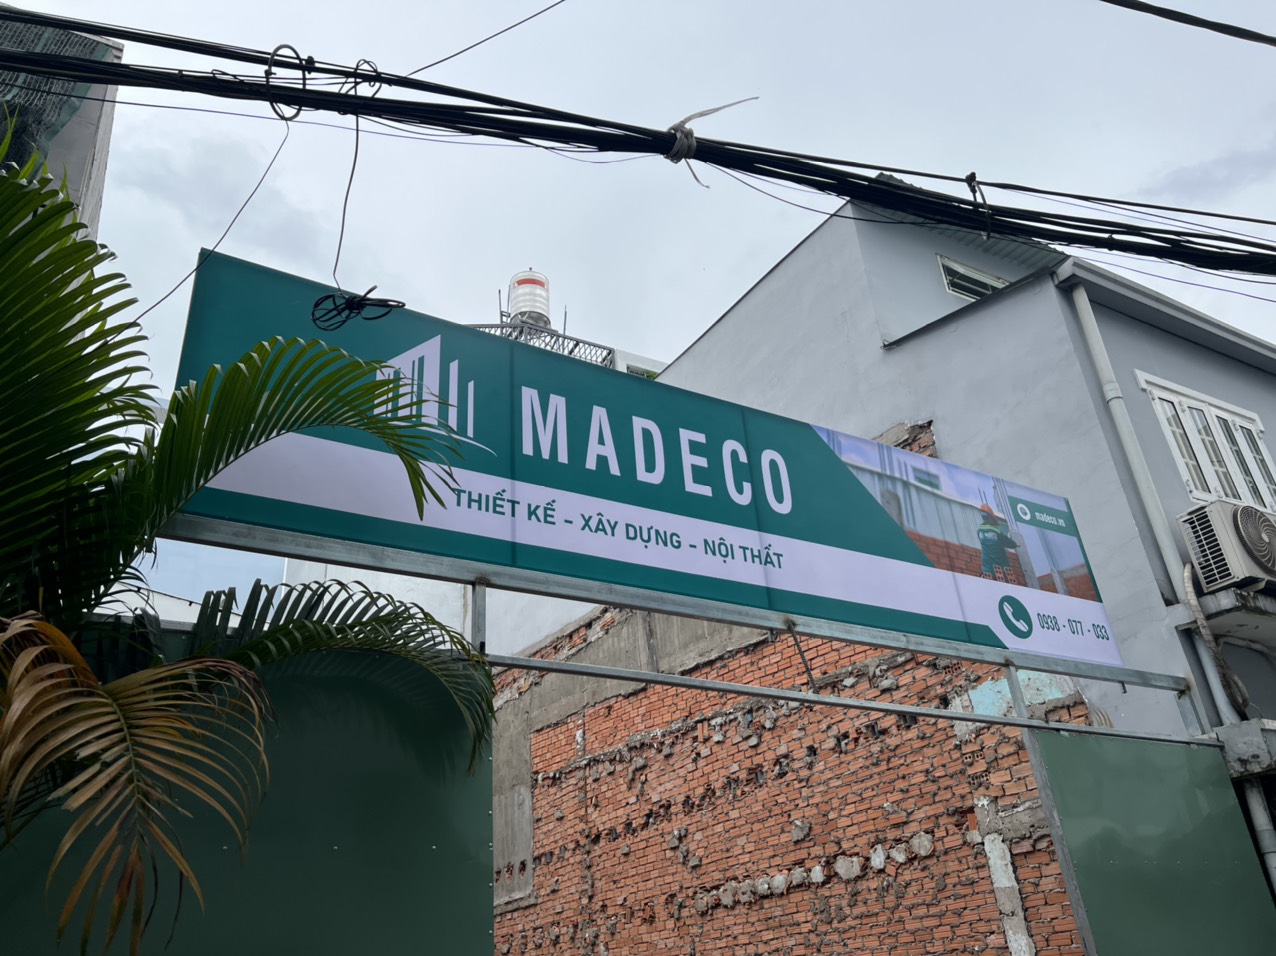 MADECO
THIẾT KẾ – XÂY DỰNG – NỘI THẤT
madeco.vn
0938 - 077 - 033